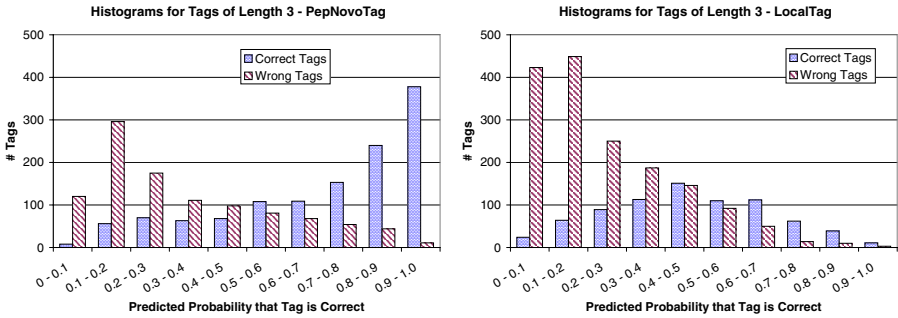 Histograms for Tags of Length 3 - PepNovoTag
500
400
300
200
100
0
# Tags
Correct Tags
Wrong Tags
0 - 0.1
0.1 - 0.2
0.2 - 0.3
0.3 - 0.4
0.4 - 0.5
0.5 - 0.6
0.6 - 0.7
0.7 - 0.8
0.8 - 0.9
0.9 - 1.0
Predicted Probability that Tag is Correct
Histograms for Tags of Length 3 - LocalTag
500
400
300
200
100
0
# Tags
Correct Tags
Wrong Tags
0 - 0.1
0.1 - 0.2
0.2 - 0.3
0.3 - 0.4
0.4 - 0.5
0.5 - 0.6
0.6 - 0.7
0.7 - 0.8
0.8 - 0.9
0.9 - 1.0
Predicted Probability that Tag is Correct